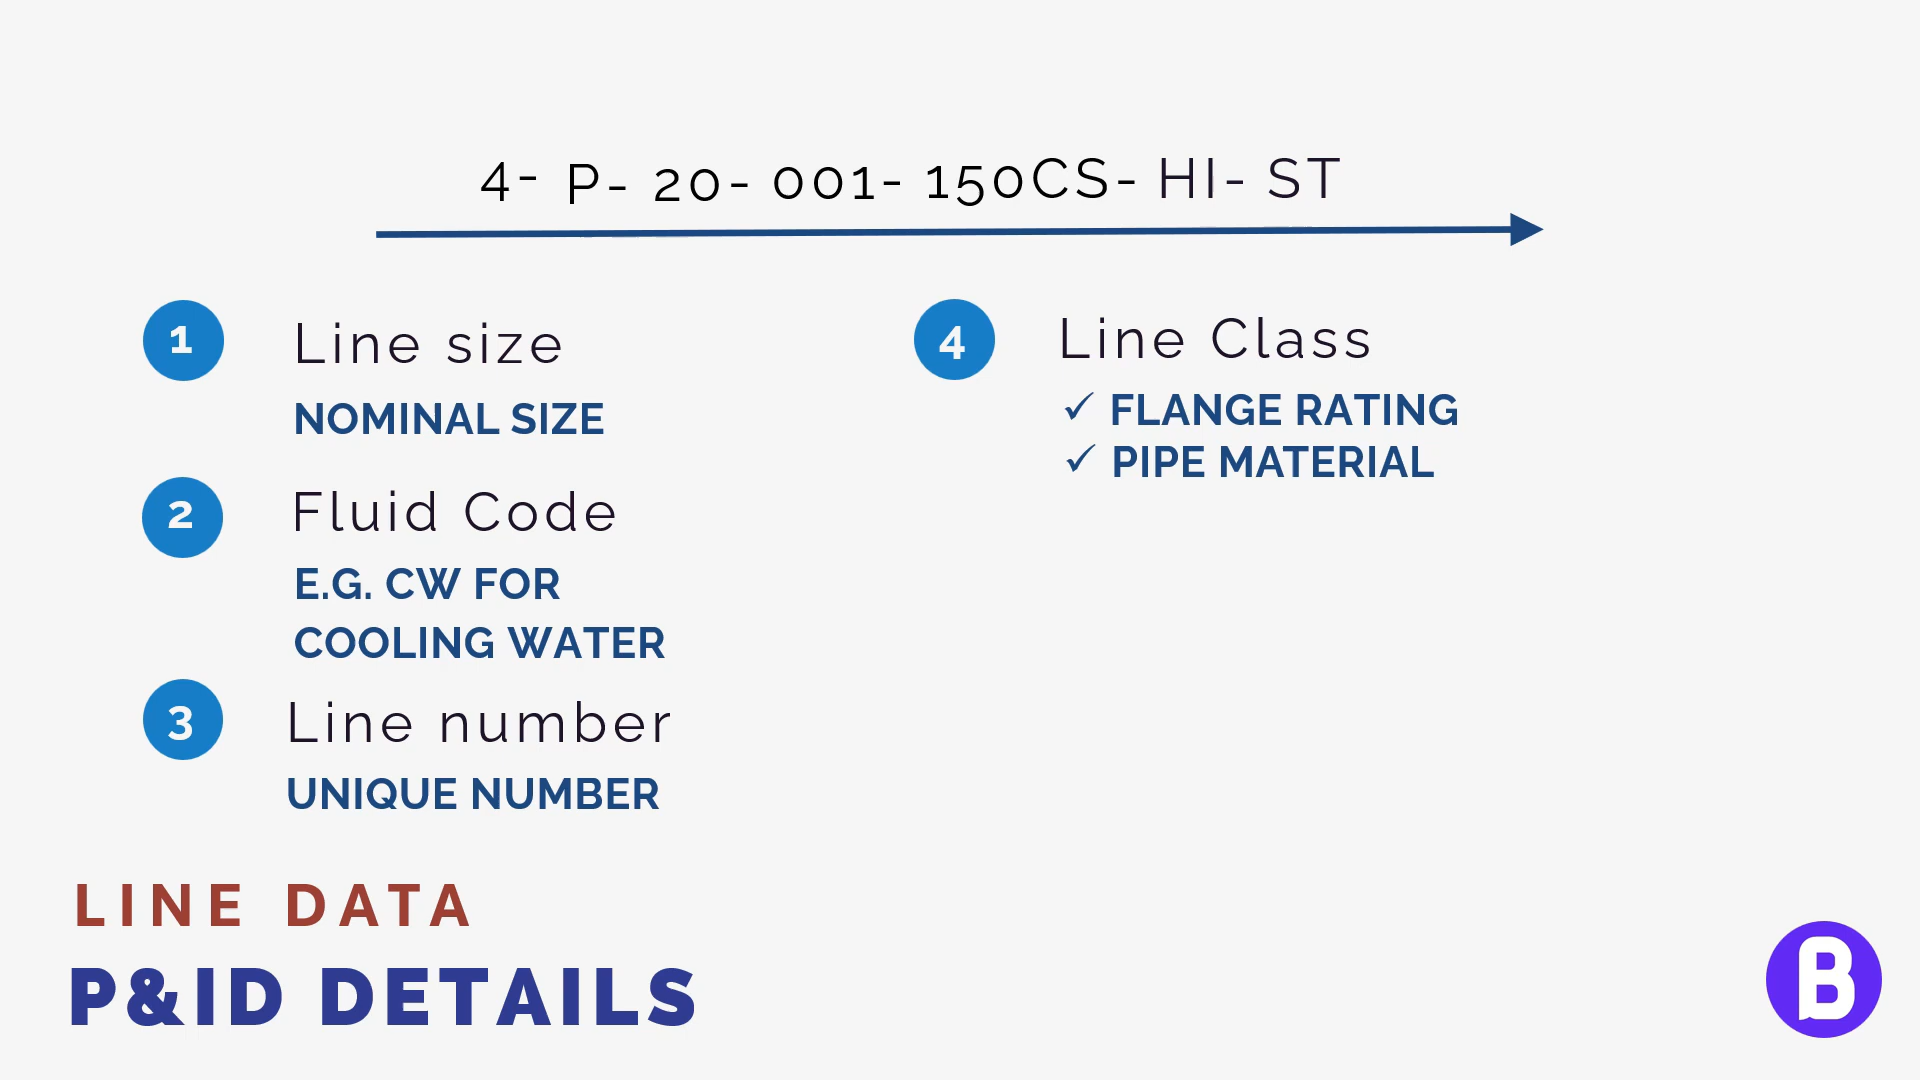 4- P- 20- 001- 150CS- HI- ST
1
Line size
NOMINAL SIZE
2
Fluid Code
E.G. CW FOR
COOLING WATER
3
Line number
UNIQUE NUMBER
4
Line Class
✓ FLANGE RATING
✓ PIPE MATERIAL
LINE DATA
P&ID DETAILS
B